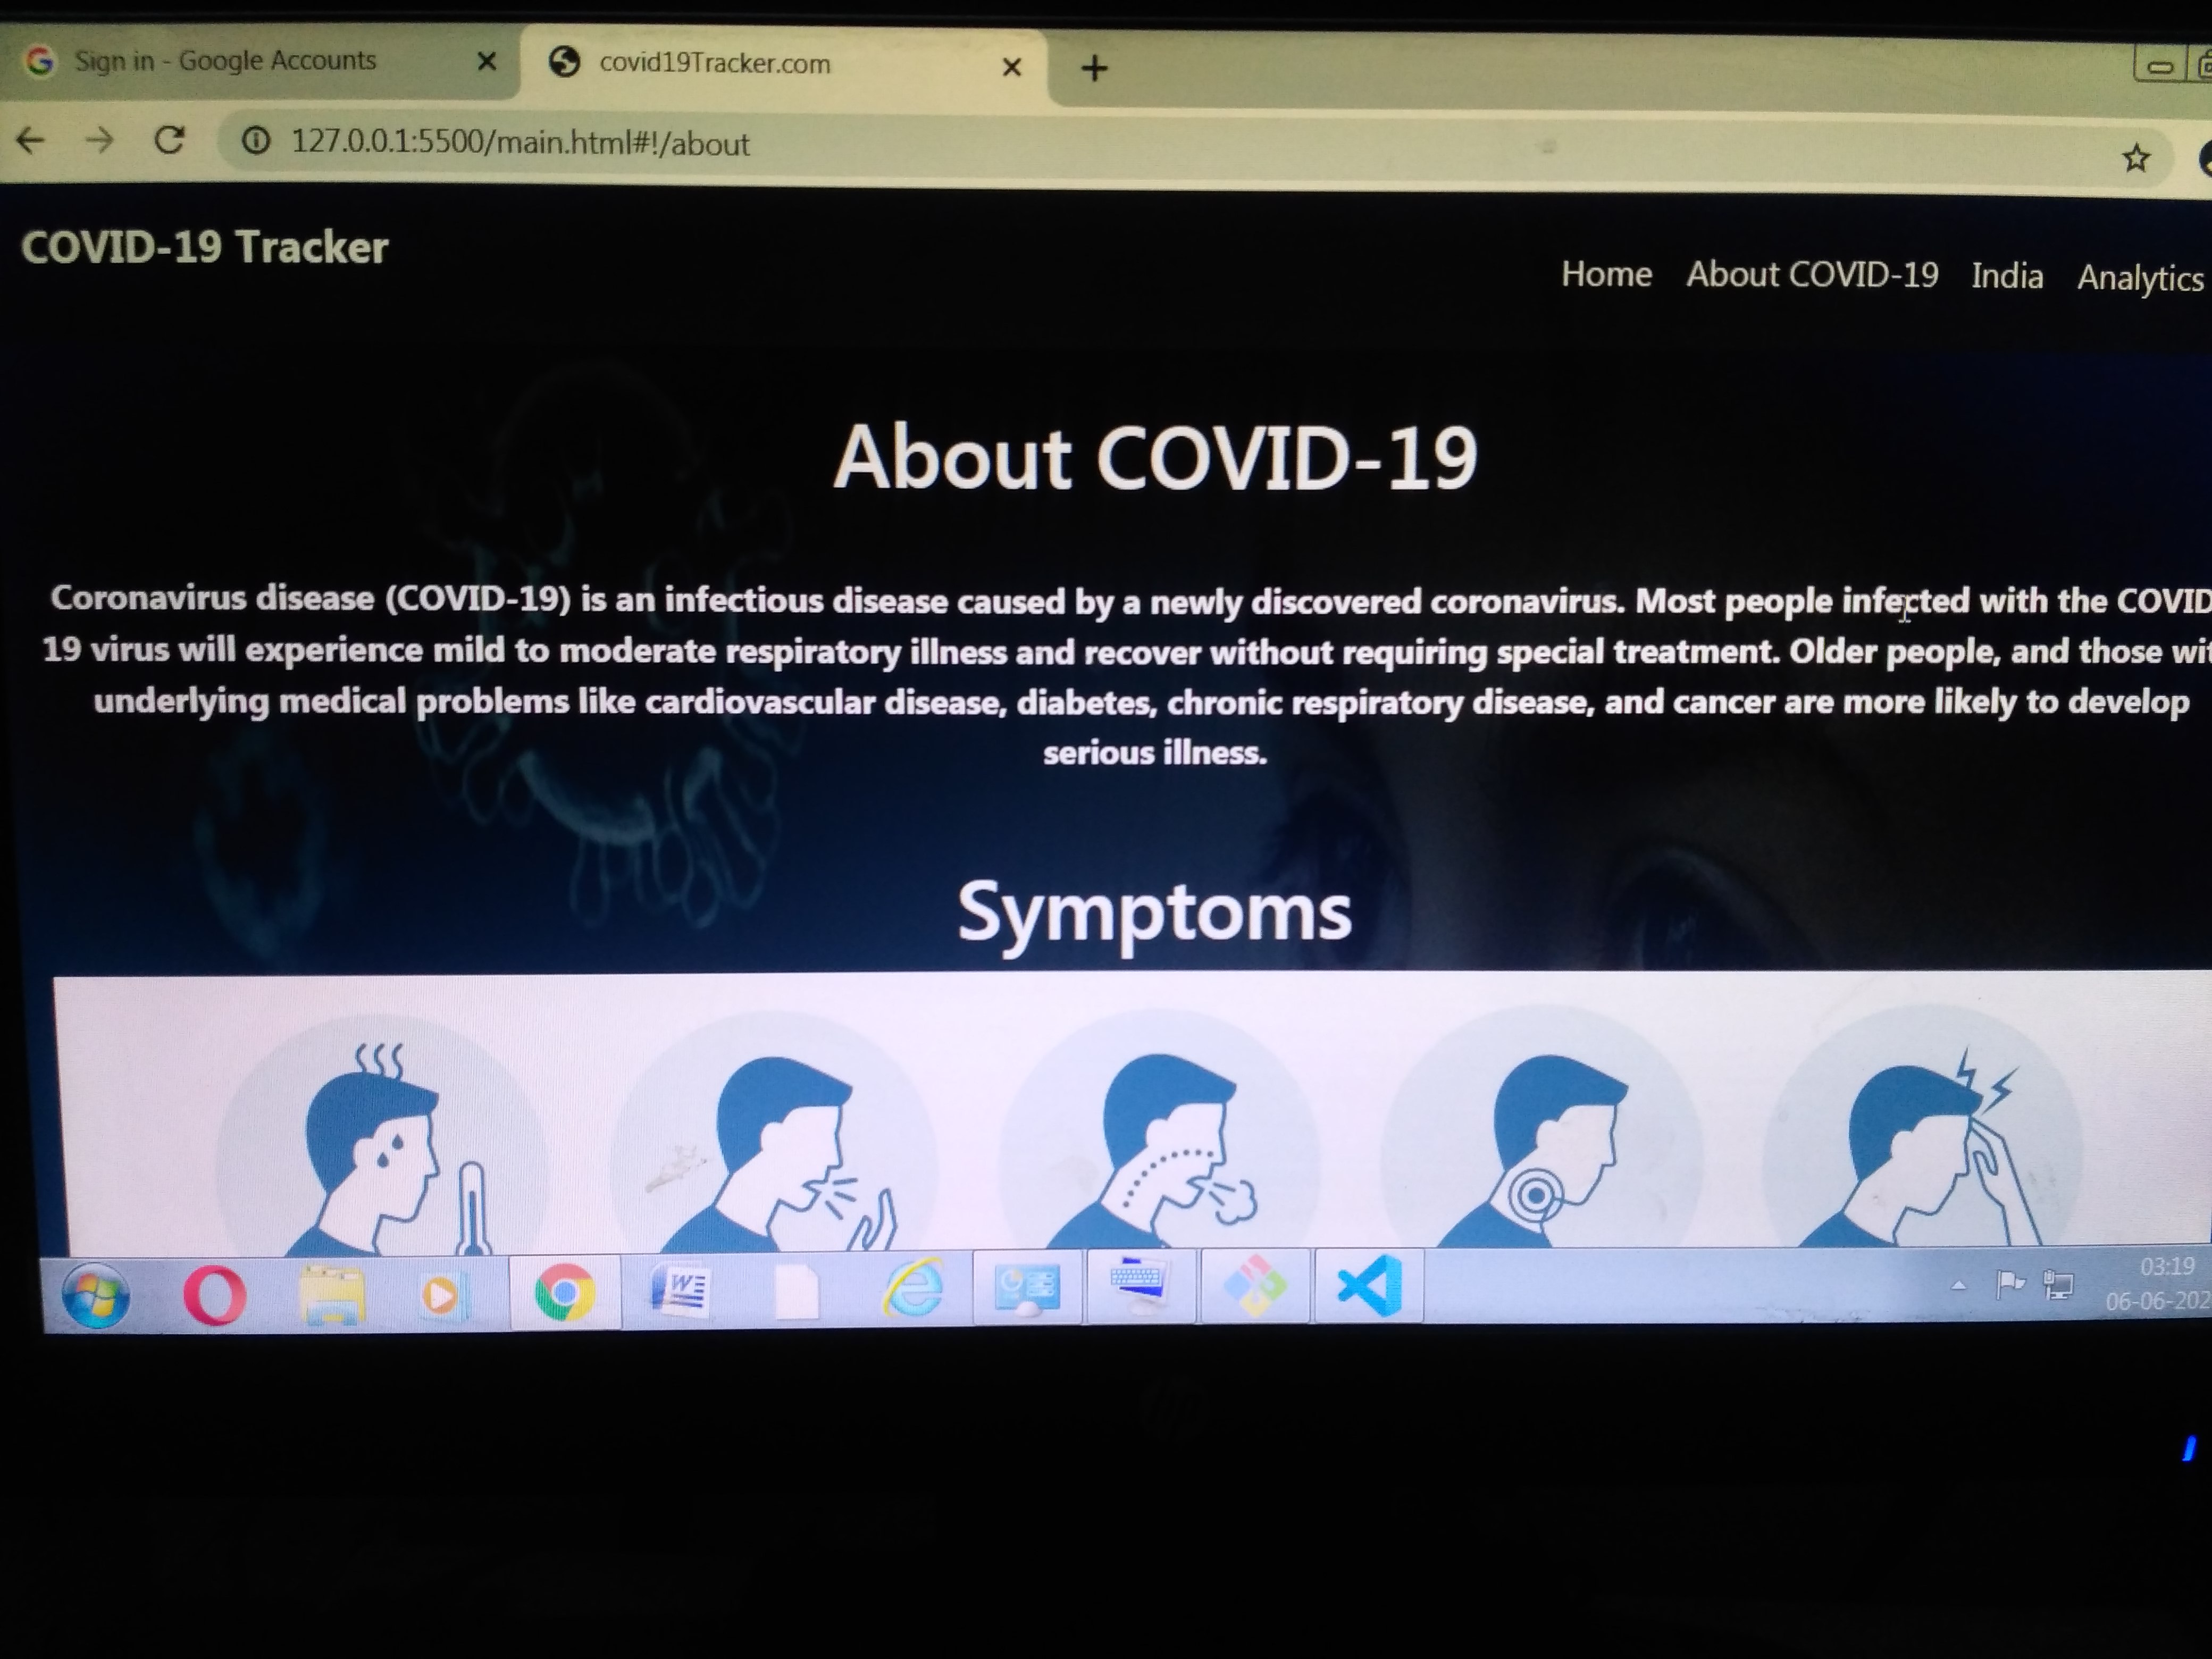 Sign in - Google Accounts
covid19Tracker.com
127.0.0.1:5500/main.html#!/about
COVID-19 Tracker
Home About COVID-19 India Analytics
About COVID-19
Coronavirus disease (COVID-19) is an infectious disease caused by a newly discovered coronavirus. Most people infected with the COVID
19 virus will experience mild to moderate respiratory illness and recover without requiring special treatment. Older people, and those wit
underlying medical problems like cardiovascular disease, diabetes, chronic respiratory disease, and cancer are more likely to develop
serious illness.
Symptoms
03:19
06-06-202